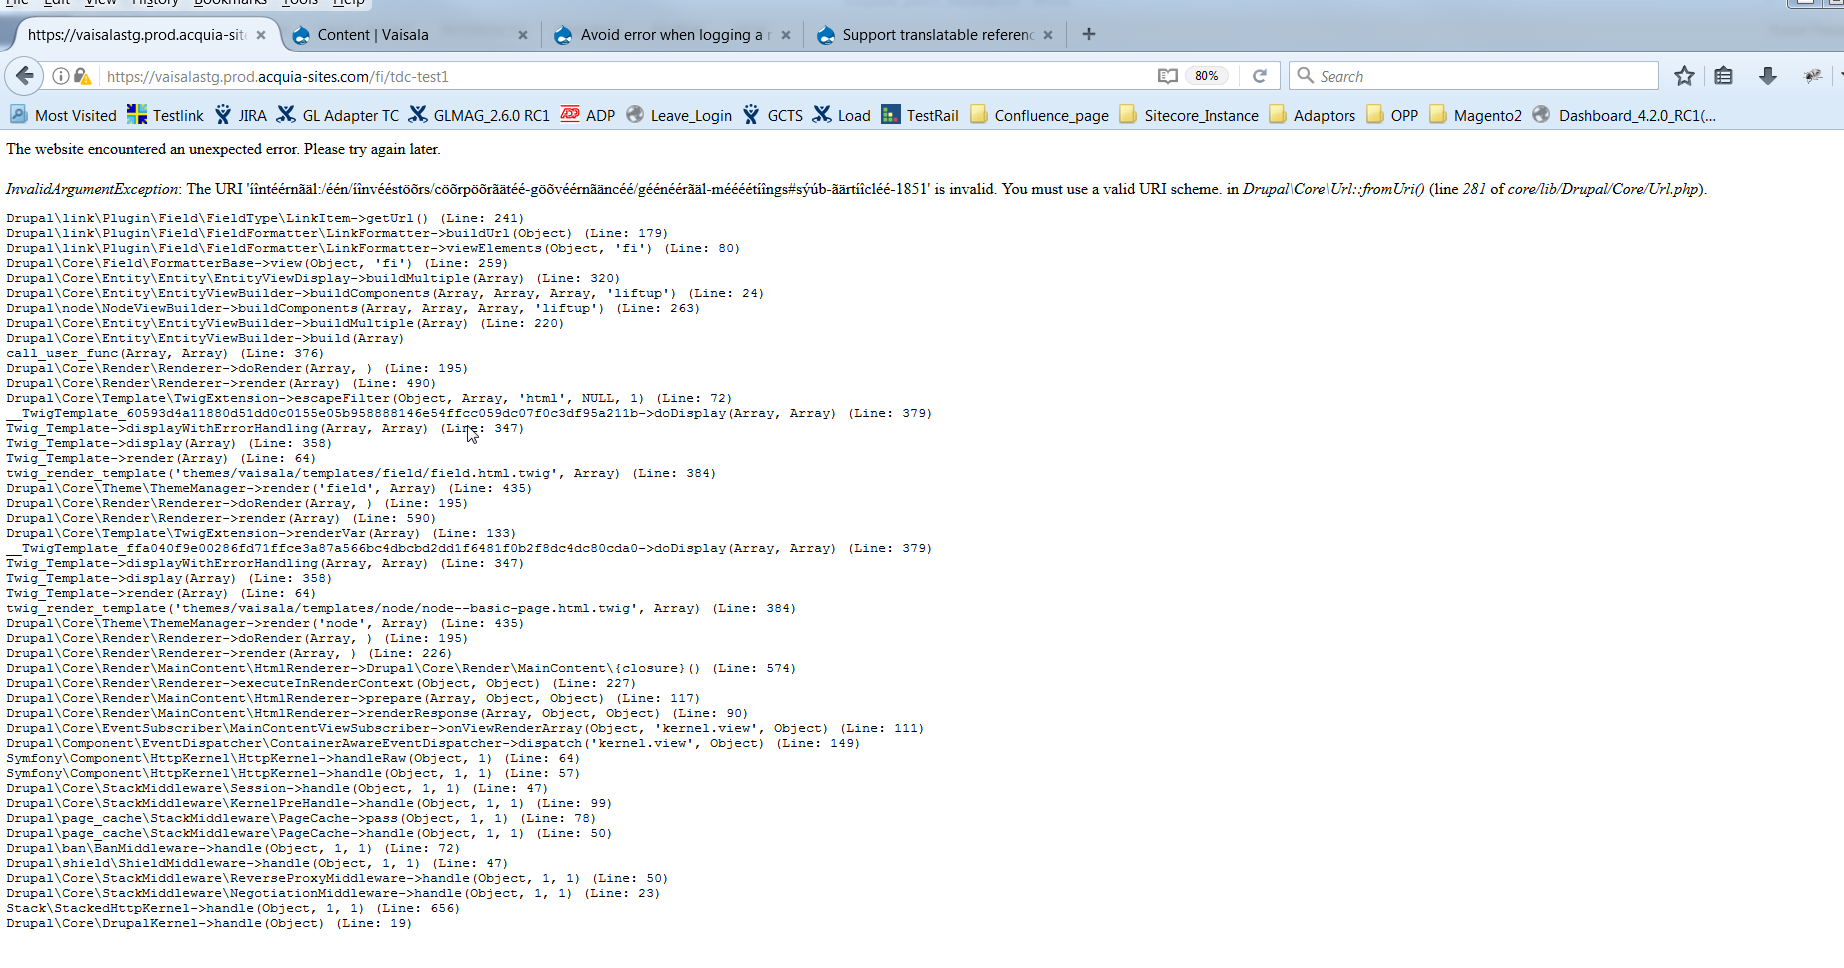 File Edit View History Bookmarks Tools Help
https://vaisalastg.prod.acquia-sit
Content | Vaisala
Avoid error when logging a
Support translatable referenc
https://vaisalastg.prod.acquia-sites.com/fi/tdc-test1
80%
Search
Most Visited
Testlink
JIRA
GL Adapter TC
GLMAG_2.6.0 RC1
ADP
Leave_Login
GCTS
Load
TestRail
Confluence_page
Sitecore_Instance
Adaptors
OPP
Magento2
Dashboard_4.2.0_RC1(...
The website encountered an unexpected error. Please try again later.
InvalidArgumentException: The URI 'íîntéérnãäl:/één/íînvééstöõrs/cöõrpöõrãätéé-göõvéérnãäncéé/géénéérãäl-méééétíîngs#sýúb-ãärtíîcléé-1851' is invalid. You must use a valid URI scheme. in Drupal\Core\Url::fromUri() (line 281 of core/lib/Drupal/Core/Url.php).
Drupal\link\Plugin\Field\FieldType\LinkItem->getUrl() (Line: 241)
Drupal\link\Plugin\Field\FieldFormatter\LinkFormatter->buildUrl(Object) (Line: 179)
Drupal\link\Plugin\Field\FieldFormatter\LinkFormatter->viewElements(Object, 'fi') (Line: 80)
Drupal\Core\Field\FormatterBase->view(Object, 'fi') (Line: 259)
Drupal\Core\Entity\Entity\EntityViewDisplay->buildMultiple(Array) (Line: 320)
Drupal\Core\Entity\EntityViewBuilder->buildComponents(Array, Array, Array, 'liftup') (Line: 24)
Drupal\node\NodeViewBuilder->buildComponents(Array, Array, Array, 'liftup') (Line: 263)
Drupal\Core\Entity\EntityViewBuilder->buildMultiple(Array) (Line: 220)
Drupal\Core\Entity\EntityViewBuilder->build(Array)
call_user_func(Array, Array) (Line: 376)
Drupal\Core\Render\Renderer->doRender(Array, ) (Line: 195)
Drupal\Core\Render\Renderer->render(Array) (Line: 490)
Drupal\Core\Template\TwigExtension->escapeFilter(Object, Array, 'html', NULL, 1) (Line: 72)
__TwigTemplate_60593d4a11880d51dd0c0155e05b958888146e54ffcc059dc07f0c3df95a211b->doDisplay(Array, Array) (Line: 379)
Twig_Template->displayWithErrorHandling(Array, Array) (Line: 347)
Twig_Template->display(Array) (Line: 358)
Twig_Template->render(Array) (Line: 64)
twig_render_template('themes/vaisala/templates/field/field.html.twig', Array) (Line: 384)
Drupal\Core\Theme\ThemeManager->render('field', Array) (Line: 435)
Drupal\Core\Render\Renderer->doRender(Array, ) (Line: 195)
Drupal\Core\Render\Renderer->render(Array) (Line: 590)
Drupal\Core\Template\TwigExtension->renderVar(Array) (Line: 133)
__TwigTemplate_ffa040f9e00286fd71ffce3a87a566bc4dbcbd2dd1f6481f0b2f8dc4dc80cda0->doDisplay(Array, Array) (Line: 379)
Twig_Template->displayWithErrorHandling(Array, Array) (Line: 347)
Twig_Template->display(Array) (Line: 358)
Twig_Template->render(Array) (Line: 64)
twig_render_template('themes/vaisala/templates/node/node--basic-page.html.twig', Array) (Line: 384)
Drupal\Core\Theme\ThemeManager->render('node', Array) (Line: 435)
Drupal\Core\Render\Renderer->doRender(Array, ) (Line: 195)
Drupal\Core\Render\Renderer->render(Array, ) (Line: 226)
Drupal\Core\Render\MainContent\HtmlRenderer->Drupal\Core\Render\MainContent\{closure}() (Line: 574)
Drupal\Core\Render\Renderer->executeInRenderContext(Object, Object) (Line: 227)
Drupal\Core\Render\MainContent\HtmlRenderer->prepare(Array, Object, Object) (Line: 117)
Drupal\Core\Render\MainContent\HtmlRenderer->renderResponse(Array, Object, Object) (Line: 90)
Drupal\Core\EventSubscriber\MainContentViewSubscriber->onViewRenderArray(Object, 'kernel.view', Object) (Line: 111)
Drupal\Component\EventDispatcher\ContainerAwareEventDispatcher->dispatch('kernel.view', Object) (Line: 149)
Symfony\Component\HttpKernel\HttpKernel->handleRaw(Object, 1) (Line: 64)
Symfony\Component\HttpKernel\HttpKernel->handle(Object, 1, 1) (Line: 57)
Drupal\Core\StackMiddleware\Session->handle(Object, 1, 1) (Line: 47)
Drupal\Core\StackMiddleware\KernelPreHandle->handle(Object, 1, 1) (Line: 99)
Drupal\page_cache\StackMiddleware\PageCache->pass(Object, 1, 1) (Line: 78)
Drupal\page_cache\StackMiddleware\PageCache->handle(Object, 1, 1) (Line: 50)
Drupal\ban\BanMiddleware->handle(Object, 1, 1) (Line: 72)
Drupal\shield\ShieldMiddleware->handle(Object, 1, 1) (Line: 47)
Drupal\Core\StackMiddleware\ReverseProxyMiddleware->handle(Object, 1, 1) (Line: 50)
Drupal\Core\StackMiddleware\NegotiationMiddleware->handle(Object, 1, 1) (Line: 23)
Stack\StackedHttpKernel->handle(Object, 1, 1) (Line: 656)
Drupal\Core\DrupalKernel->handle(Object) (Line: 19)